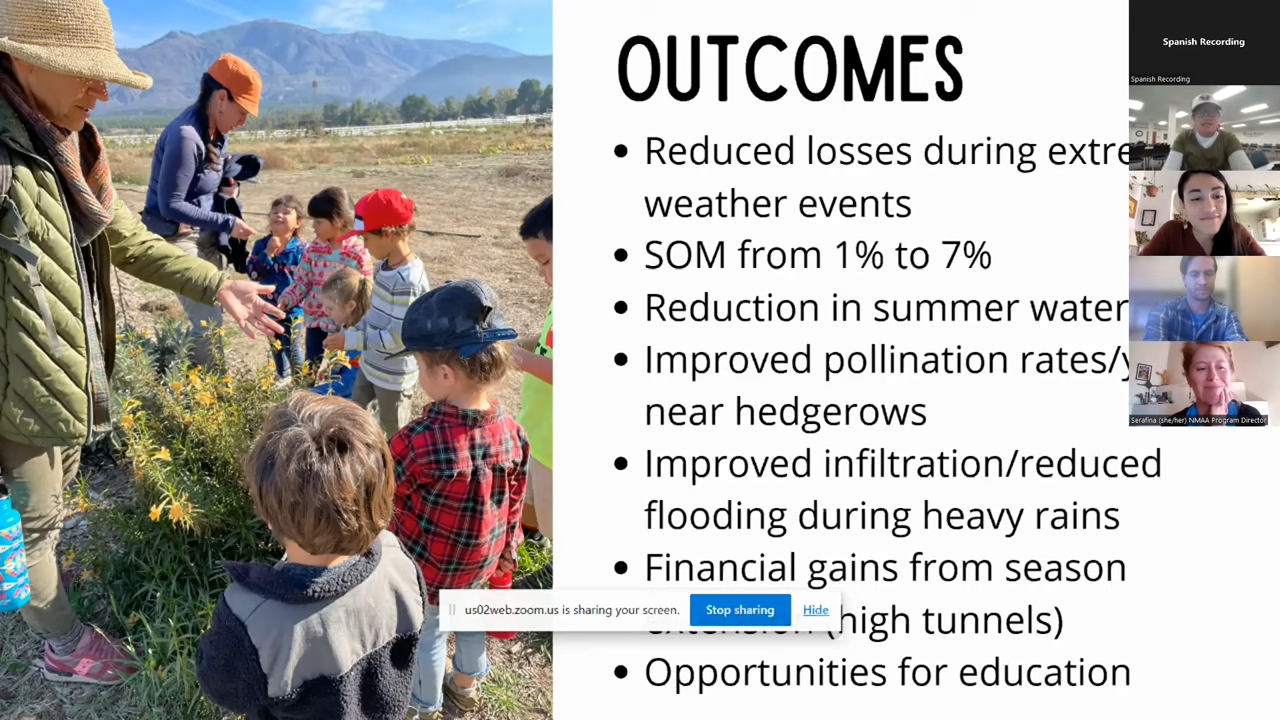 OUTCOMES
Reduced losses during extre
weather events
SOM from 1% to 7%
Reduction in summer water
Improved pollination rates/y
near hedgerows
Improved infiltration/reduced
flooding during heavy rains
Financial gains from season
extension (high tunnels)
Opportunities for education
us02web.zoom.us is sharing your screen.
Stop sharing
Hide
Spanish Recording
Spanish Recording
Serafina (she/her) NMAA Program Director